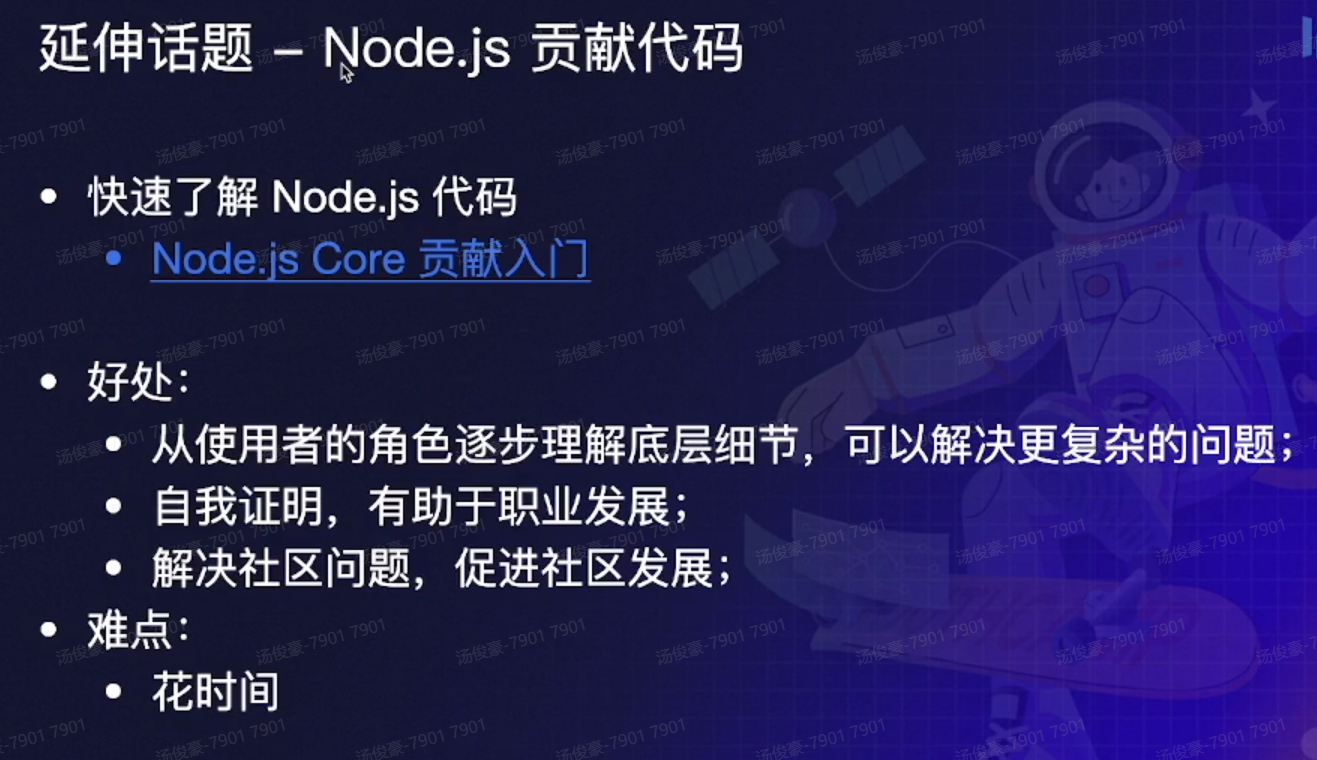 延伸话题 – Node.js 贡献代码
快速了解 Node.js 代码
Node.js Core 贡献入门
好处：
从使用者的角色逐步理解底层细节，可以解决更复杂的问题；
自我证明，有助于职业发展；
解决社区问题，促进社区发展；
难点：
花时间
汤俊豪-7901 7901